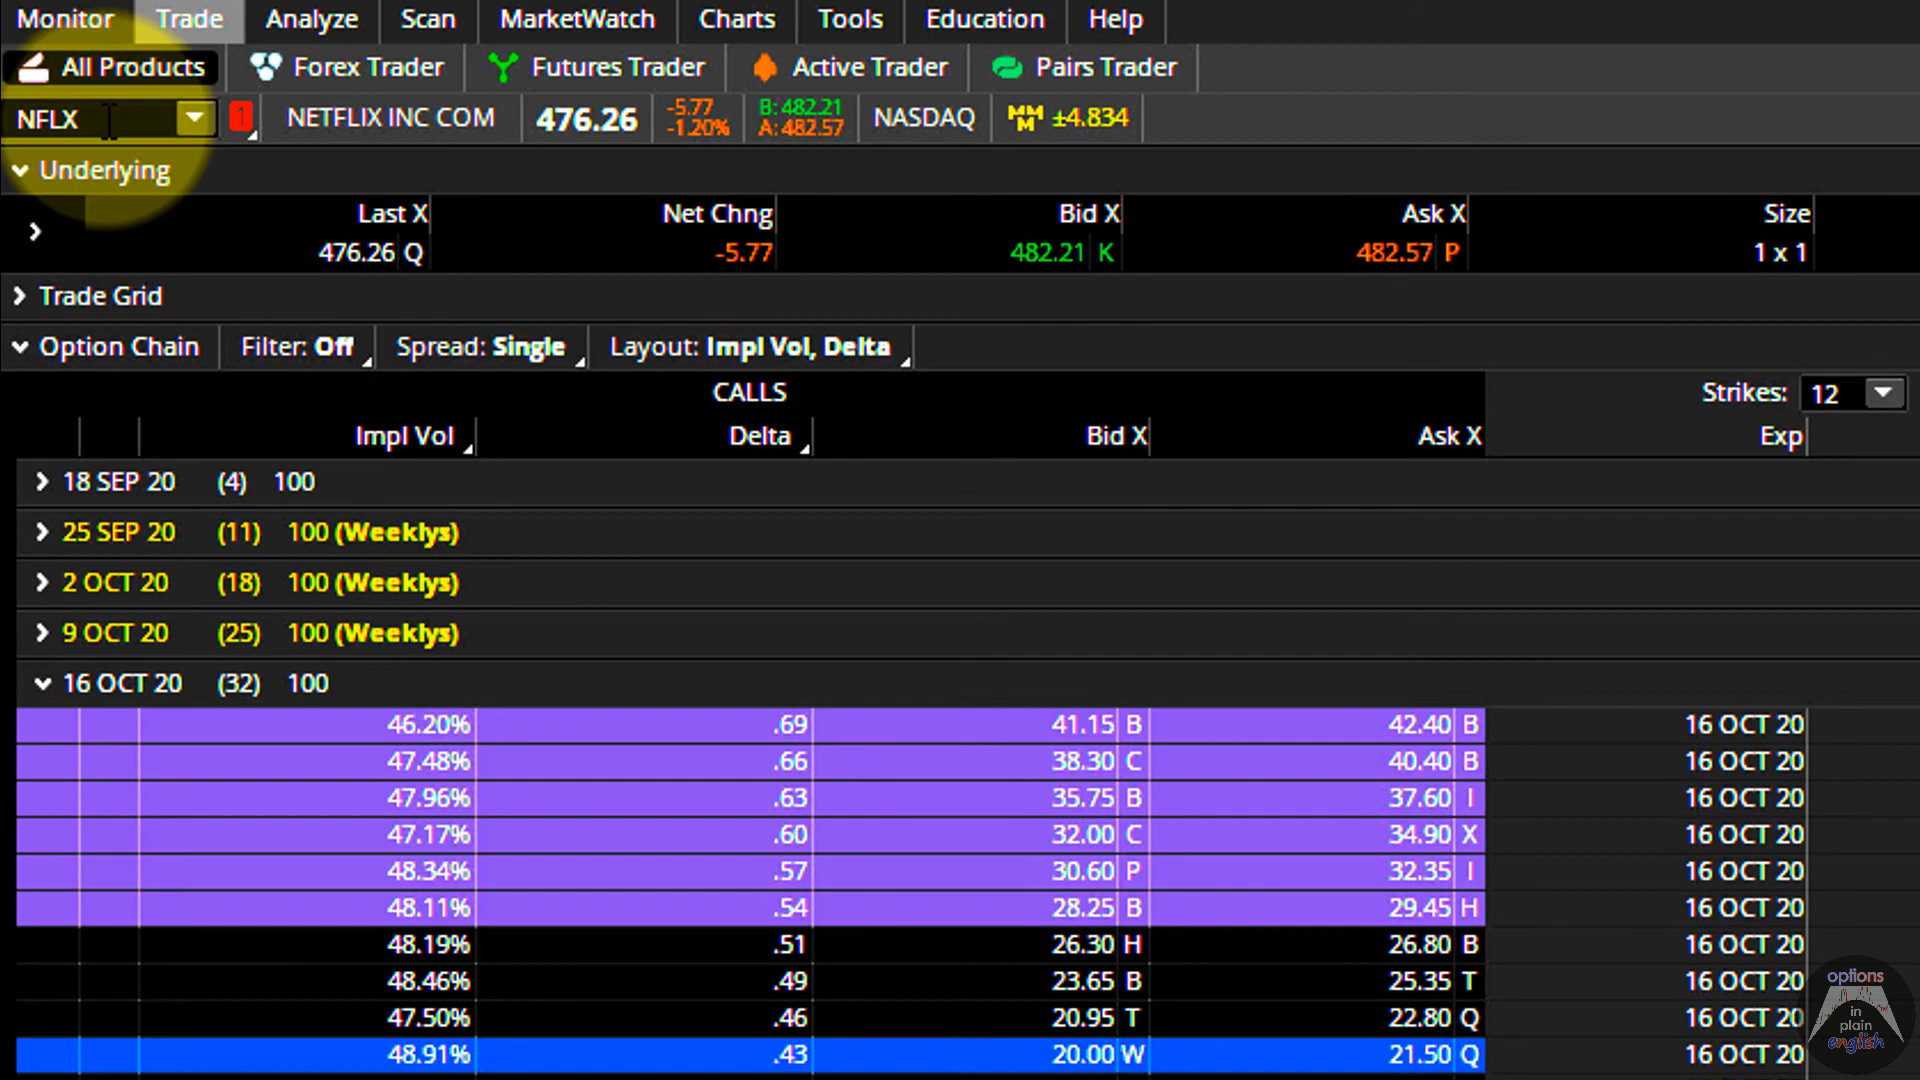 Monitor Trade Analyze Scan MarketWatch Charts Tools Education Help
All Products Forex Trader Futures Trader Active Trader Pairs Trader
NFLX 1 NETFLIX INC COM 476.26 -5.77 -1.20% B: 482.21 A: 482.57 NASDAQ MMM ±4.834
Underlying
Last X Net Chng Bid X Ask X Size
476.26 Q -5.77 482.21 K 482.57 P 1 x 1
Trade Grid
Option Chain Filter: Off Spread: Single Layout: Impl Vol, Delta
CALLS Strikes: 12
Impl Vol Delta Bid X Ask X Exp
18 SEP 20 (4) 100
25 SEP 20 (11) 100 (Weeklys)
2 OCT 20 (18) 100 (Weeklys)
9 OCT 20 (25) 100 (Weeklys)
16 OCT 20 (32) 100
46.20% .69 41.15 B 42.40 B 16 OCT 20
47.48% .66 38.30 C 40.40 B 16 OCT 20
47.96% .63 35.75 B 37.60 I 16 OCT 20
47.17% .60 32.00 C 34.90 X 16 OCT 20
48.34% .57 30.60 P 32.35 I 16 OCT 20
48.11% .54 28.25 B 29.45 H 16 OCT 20
48.19% .51 26.30 H 26.80 B 16 OCT 20
48.46% .49 23.65 B 25.35 T 16 OCT 20
47.50% .46 20.95 T 22.80 Q 16 OCT 20
48.91% .43 20.00 W 21.50 Q 16 OCT 20
options
in
plain
english